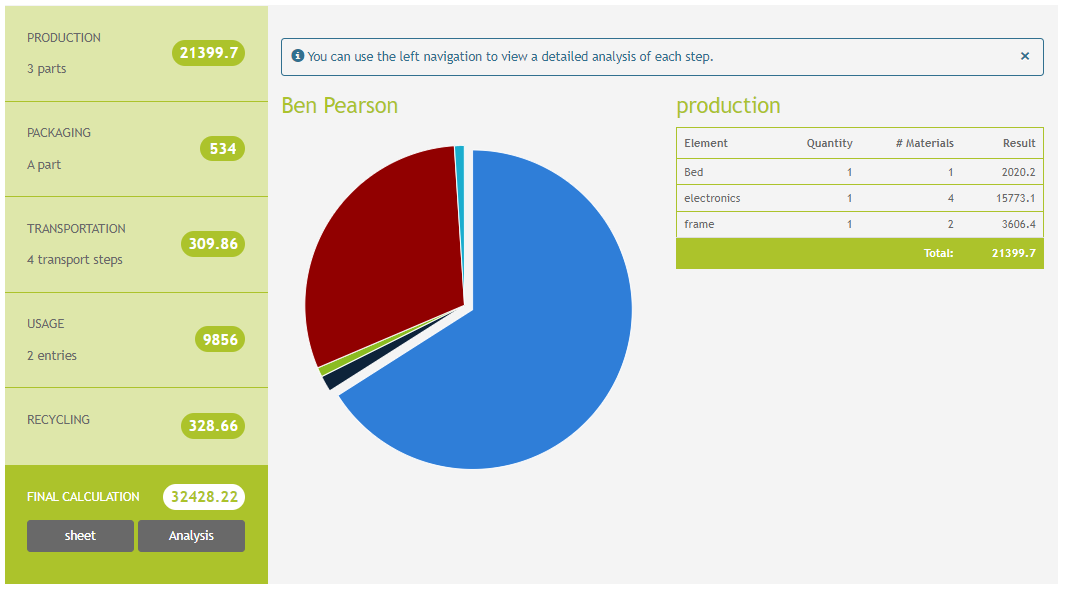 PRODUCTION
21399.7
3 parts
PACKAGING
534
A part
TRANSPORTATION
309.86
4 transport steps
USAGE
9856
2 entries
RECYCLING
328.66
FINAL CALCULATION 32428.22
sheet Analysis
You can use the left navigation to view a detailed analysis of each step. ×
Ben Pearson
production
Element Quantity # Materials Result
Bed 1 1 2020.2
electronics 1 4 15773.1
frame 1 2 3606.4
Total: 21399.7